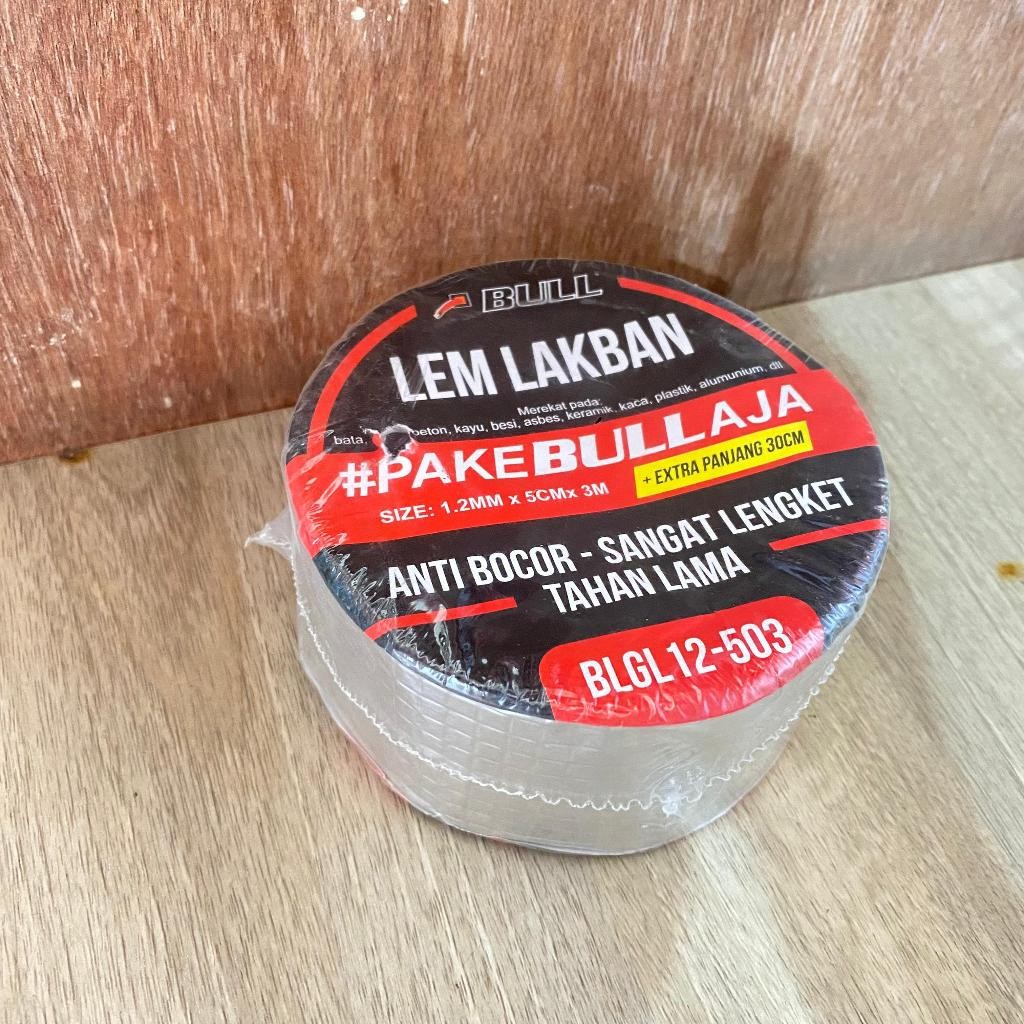 BULL
LEM LAKBAN
Merekat pada:
bata, beton, kayu, besi, asbes, keramik, kaca, plastik, alumunium, dll
#PAKEBULLAJA
SIZE: 1.2MM x 5CMx 3M
+ EXTRA PANJANG 30CM
ANTI BOCOR - SANGAT LENGKET
TAHAN LAMA
BLGL 12-503